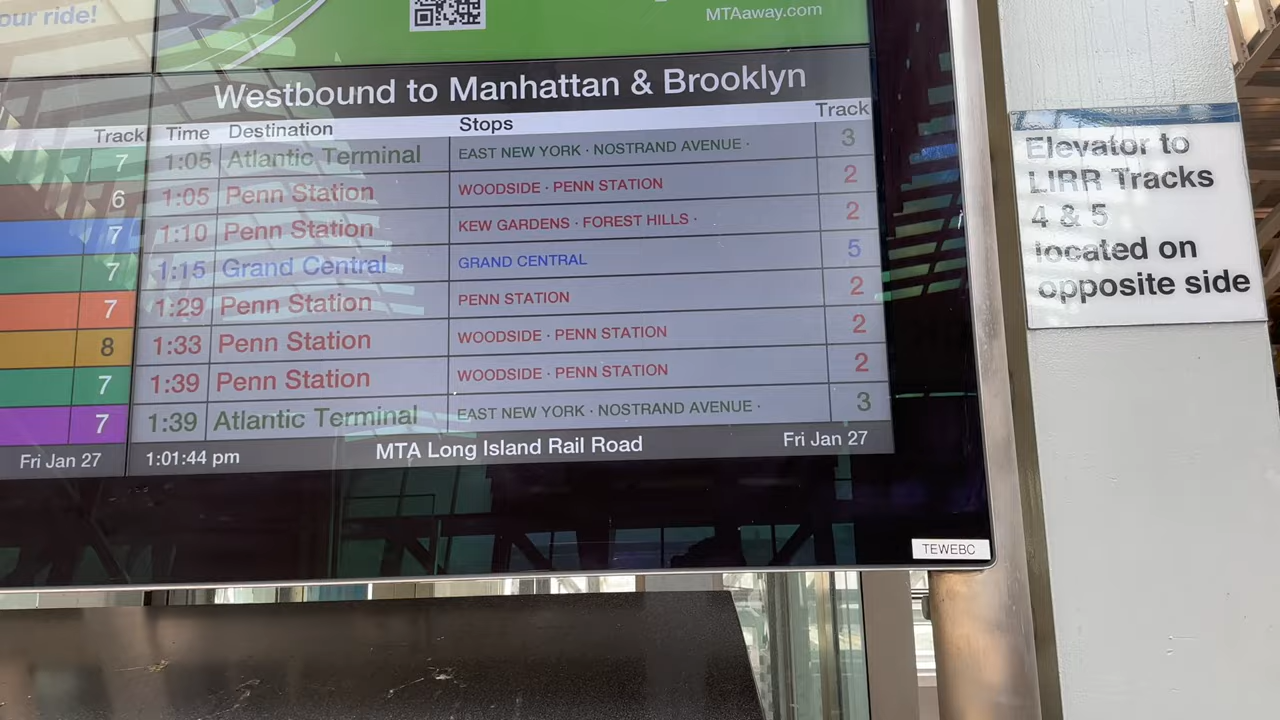 our ride!
MTAaway.com
Westbound to Manhattan & Brooklyn
Track
Time Destination Stops Track
7
1:05 Atlantic Terminal EAST NEW YORK · NOSTRAND AVENUE · 3
6
1:05 Penn Station WOODSIDE · PENN STATION 2
7
1:10 Penn Station KEW GARDENS · FOREST HILLS · 2
7
1:15 Grand Central GRAND CENTRAL 5
7
1:29 Penn Station PENN STATION 2
8
1:33 Penn Station WOODSIDE · PENN STATION 2
7
1:39 Penn Station WOODSIDE · PENN STATION 2
7
1:39 Atlantic Terminal EAST NEW YORK · NOSTRAND AVENUE · 3
Fri Jan 27
1:01:44 pm MTA Long Island Rail Road Fri Jan 27
TEWEBC
Elevator to
LIRR Tracks
4 & 5
located on
opposite side